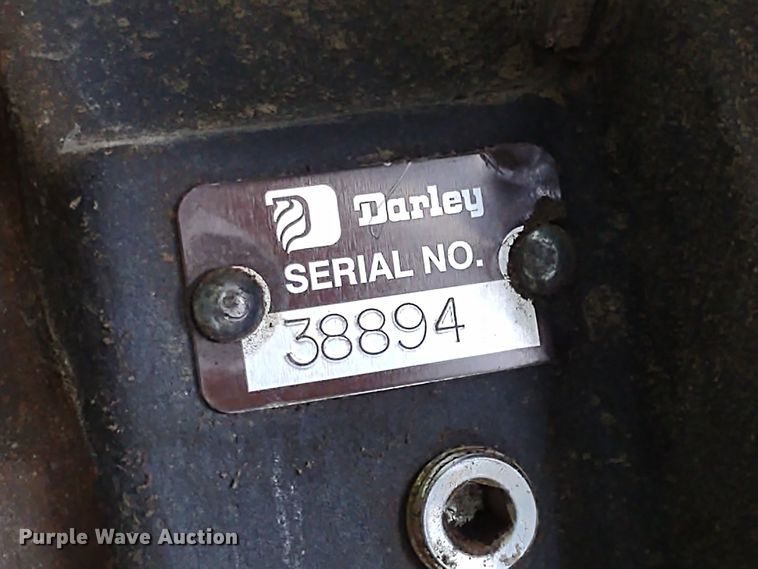 Darley
SERIAL NO.
38894
Purple Wave Auction